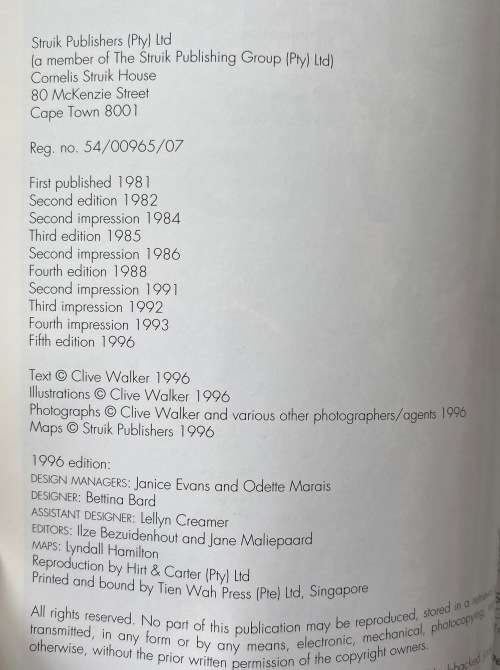 Struik Publishers (Pty) Ltd
(a member of The Struik Publishing Group (Pty) Ltd)
Cornelis Struik House
80 McKenzie Street
Cape Town 8001
Reg. no. 54/00965/07
First published 1981
Second edition 1982
Second impression 1984
Third edition 1985
Second impression 1986
Fourth edition 1988
Second impression 1991
Third impression 1992
Fourth impression 1993
Fifth edition 1996
Text © Clive Walker 1996
Illustrations © Clive Walker 1996
Photographs © Clive Walker and various other photographers/agents 1996
Maps © Struik Publishers 1996
1996 edition:
DESIGN MANAGERS: Janice Evans and Odette Marais
DESIGNER: Bettina Bard
ASSISTANT DESIGNER: Lellyn Creamer
EDITORS: Ilze Bezuidenhout and Jane Maliepaard
MAPS: Lyndall Hamilton
Reproduction by Hirt & Carter (Pty) Ltd
Printed and bound by Tien Wah Press (Pte) Ltd, Singapore
All rights reserved. No part of this publication may be reproduced, stored in a
transmitted, in any form or by any means, electronic, mechanical, photocopying,
otherwise, without the prior written permission of the copyright owners.